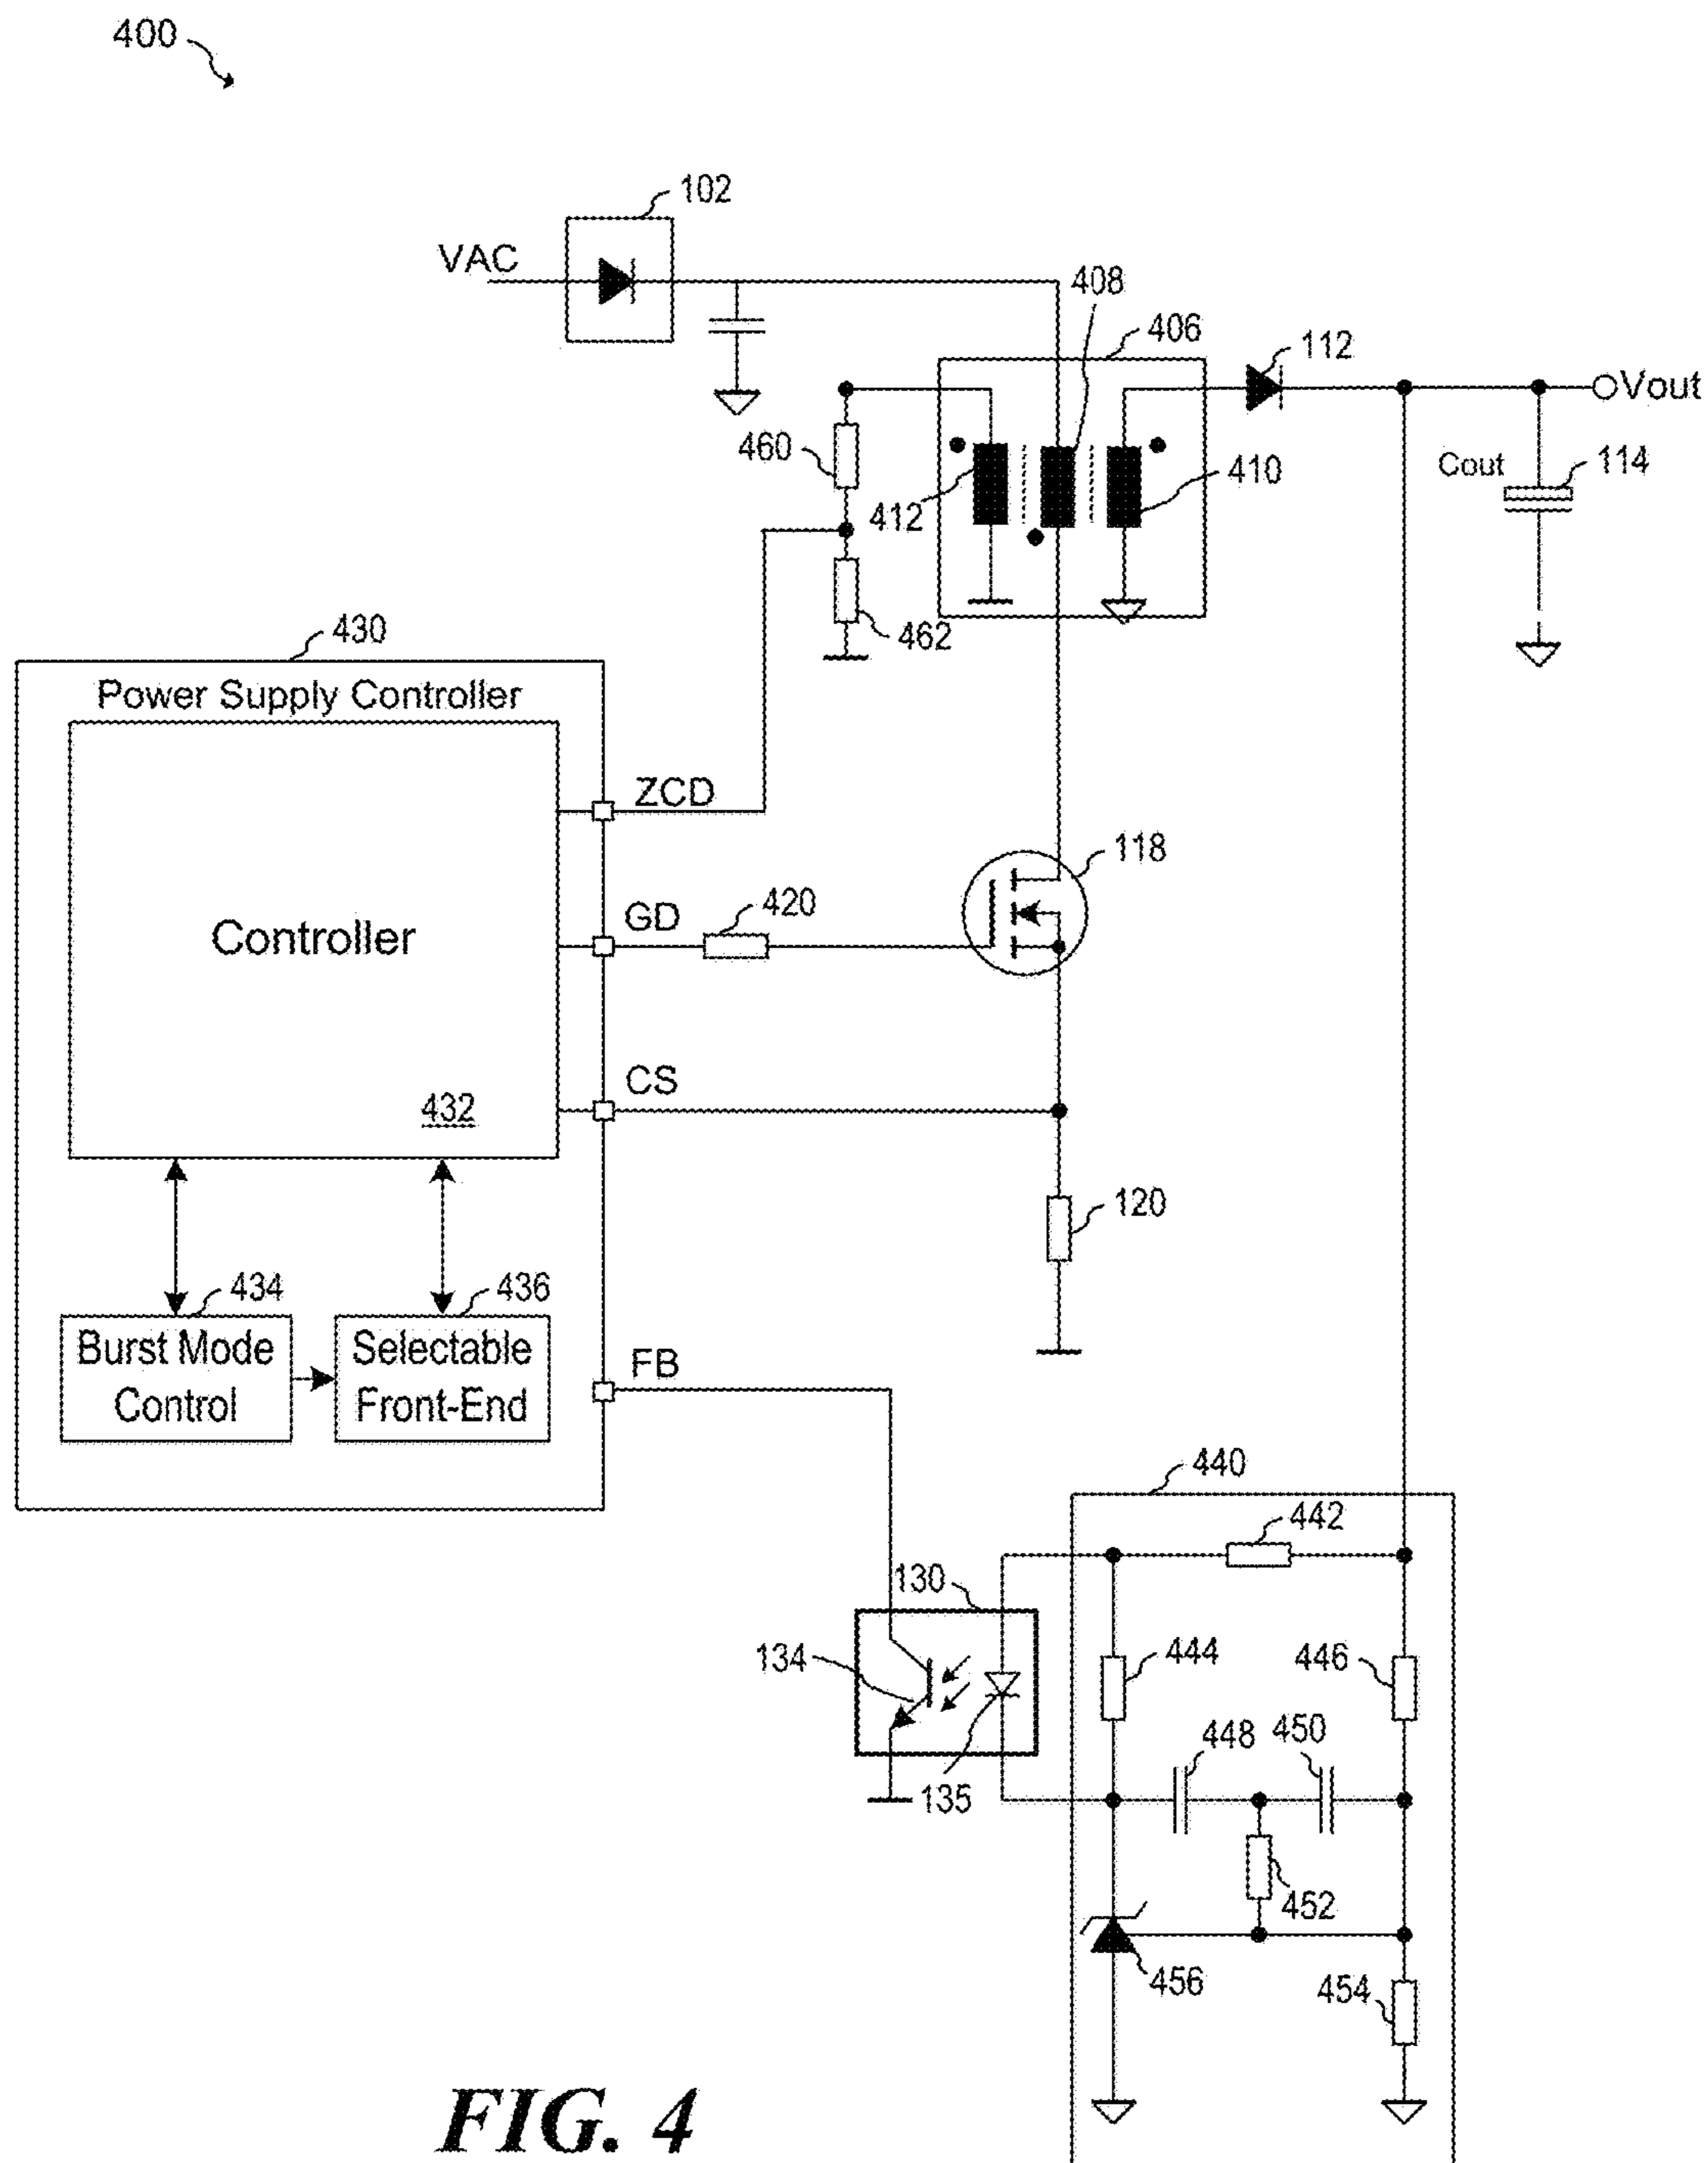 400
102
VAC
408
406
112
Vout
460
412
410
Cout
114
462
430
Power Supply Controller
ZCD
118
GD
420
Controller
CS
432
120
434
436
Burst Mode
Control
Selectable
Front-End
FB
440
442
130
134
444
446
448
450
135
452
456
454
FIG. 4